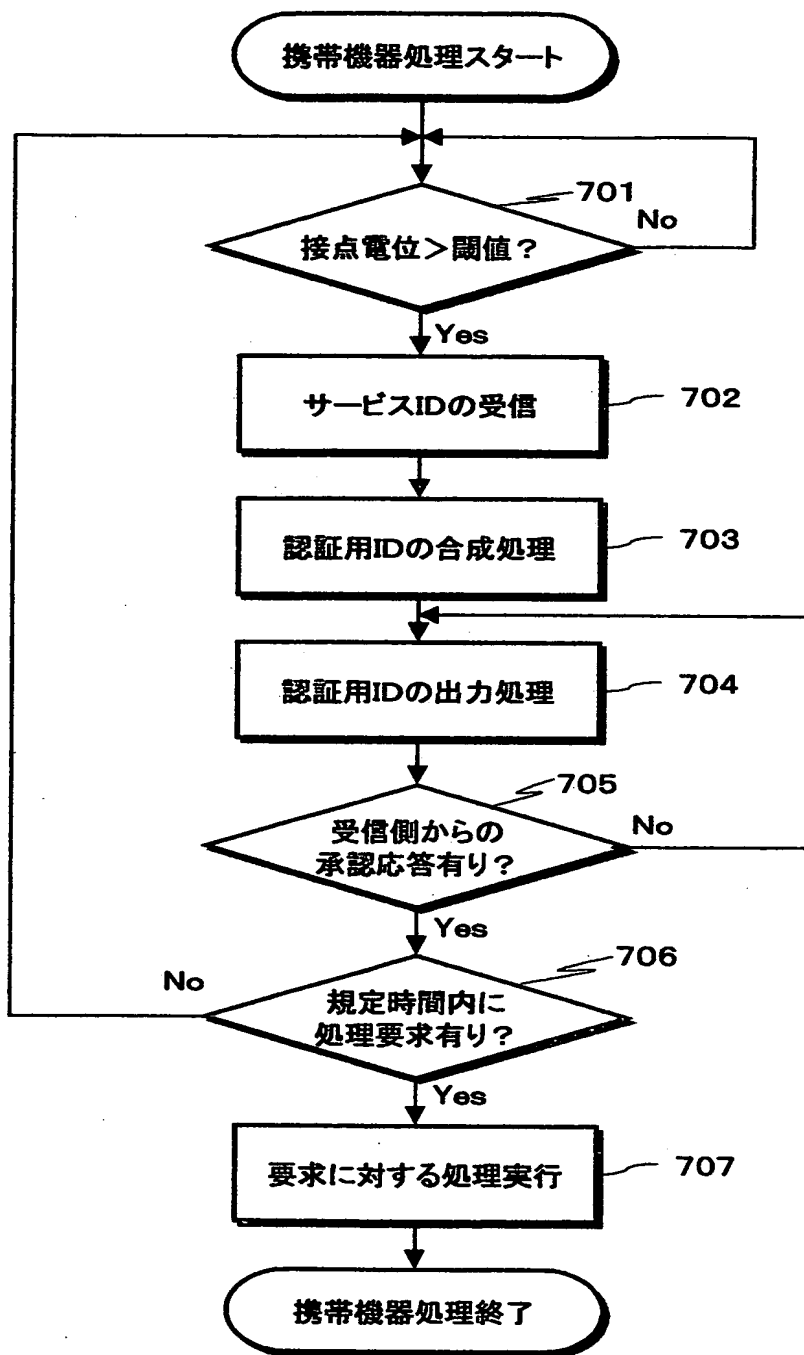 携帯機器処理スタート
701
接点電位>閾値?
No
Yes
サービスIDの受信
702
認証用IDの合成処理
703
認証用IDの出力処理
704
705
受信側からの
承認応答有り?
No
Yes
706
No
規定時間内に
処理要求有り?
Yes
要求に対する処理実行
707
携帯機器処理終了